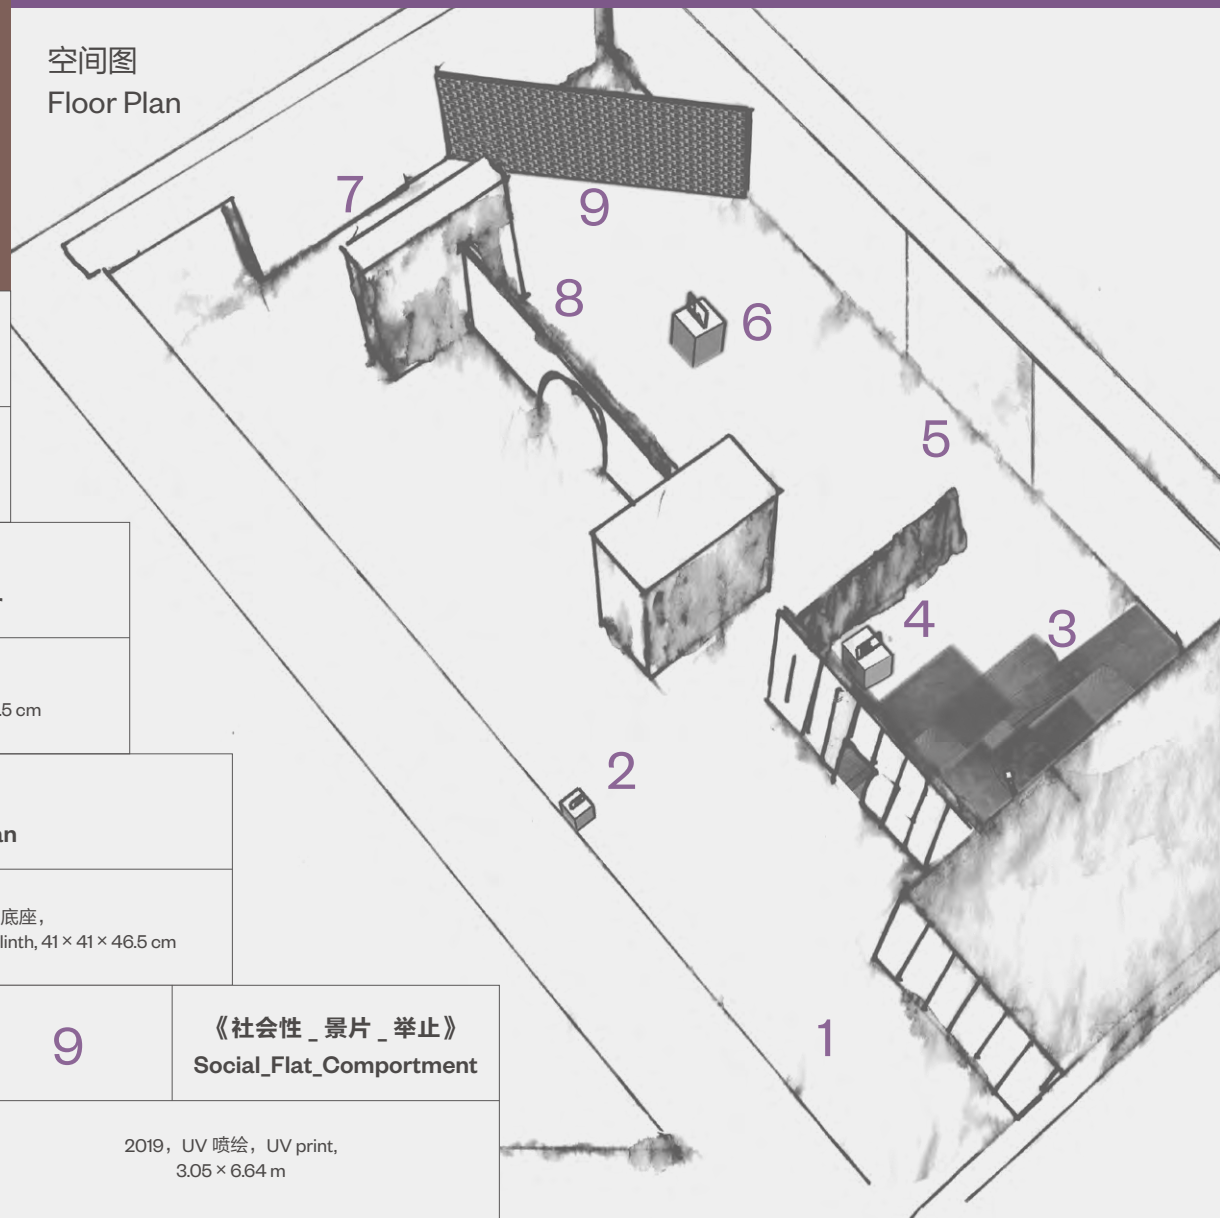 空间图
Floor Plan
7
9
8
6
5
4
3
2
1
.5 cm
an
底座，
linth, 41 × 41 × 46.5 cm
9
《社会性 _ 景片 _ 举止》
Social_Flat_Comportment
2019，UV 喷绘，UV print,
3.05 × 6.64 m